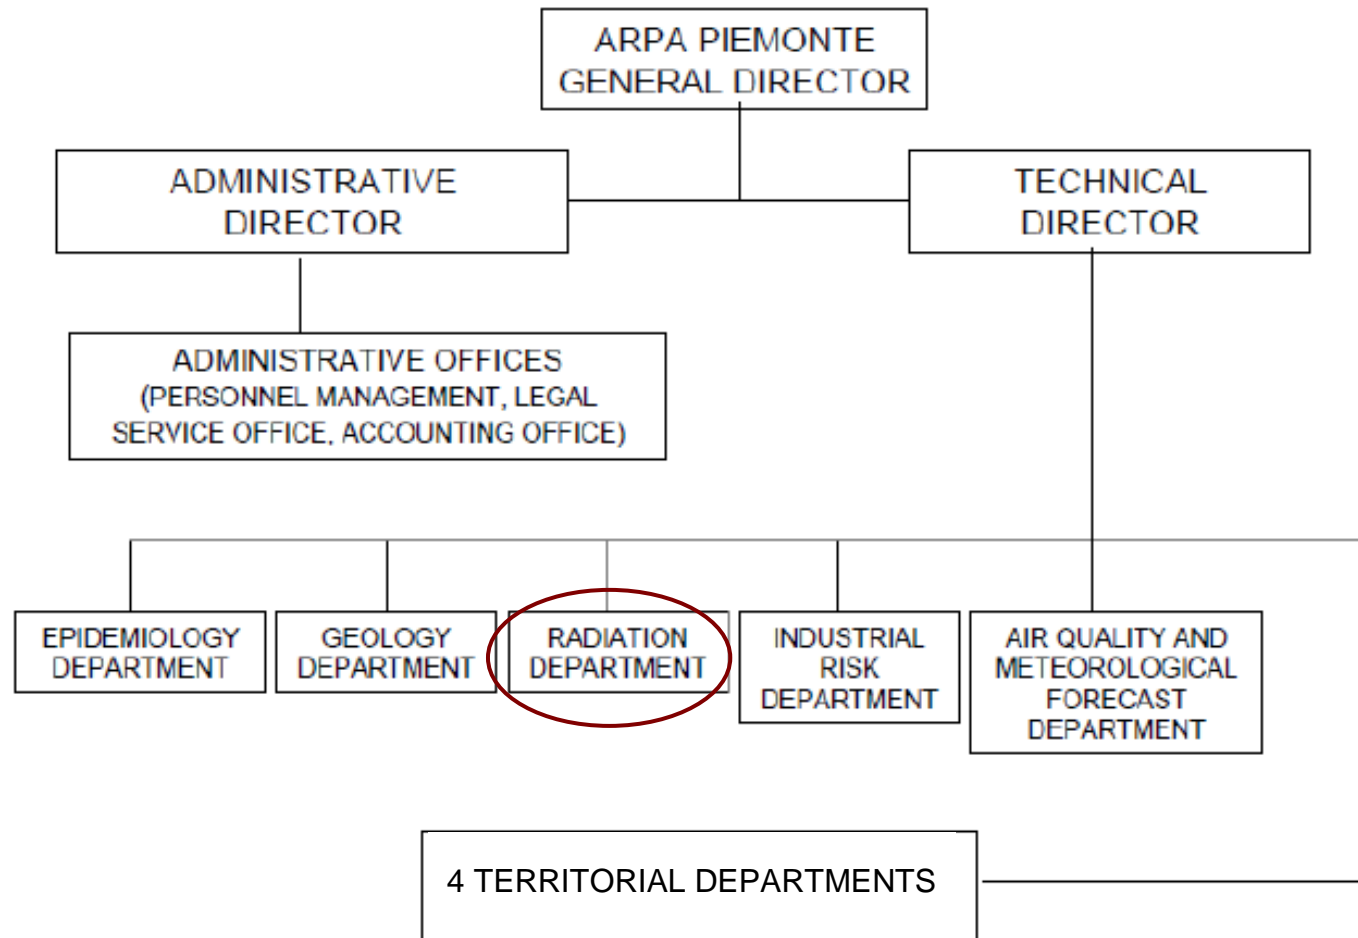 ARPA PIEMONTE
GENERAL DIRECTOR
ADMINISTRATIVE
DIRECTOR
TECHNICAL
DIRECTOR
ADMINISTRATIVE OFFICES
(PERSONNEL MANAGEMENT, LEGAL
SERVICE OFFICE, ACCOUNTING OFFICE)
EPIDEMIOLOGY
DEPARTMENT
GEOLOGY
DEPARTMENT
RADIATION
DEPARTMENT
INDUSTRIAL
RISK
DEPARTMENT
AIR QUALITY AND
METEOROLOGICAL
FORECAST
DEPARTMENT
4 TERRITORIAL DEPARTMENTS